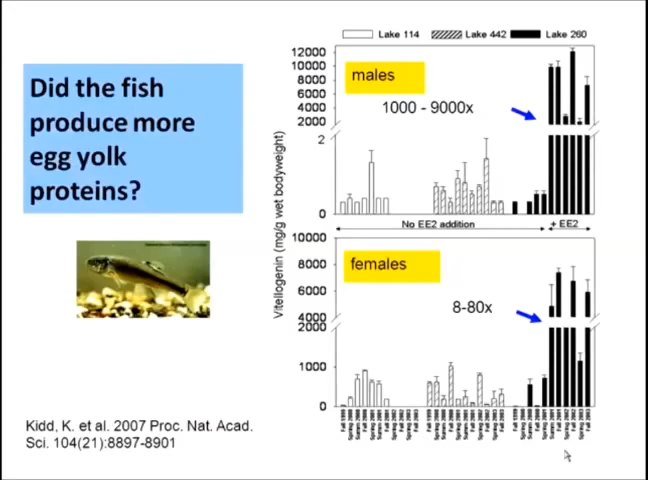 Did the fish
produce more
egg yolk
proteins?
Kidd, K. et al. 2007 Proc. Nat. Acad.
Sci. 104(21):8897-8901
Lake 114 Lake 442 Lake 260
Vitellogenin (mg/g wet bodyweight)
12000
10000
8000
6000
4000
2000
2
0
males
1000 - 9000x
No EE2 addition + EE2
10000
8000
6000
4000
2000
1000
0
females
8-80x